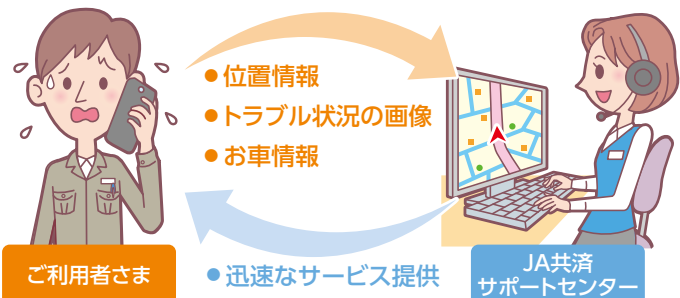 ●位置情報
●トラブル状況の画像
●お車情報
●迅速なサービス提供
ご利用者さま
JA共済
サポートセンター